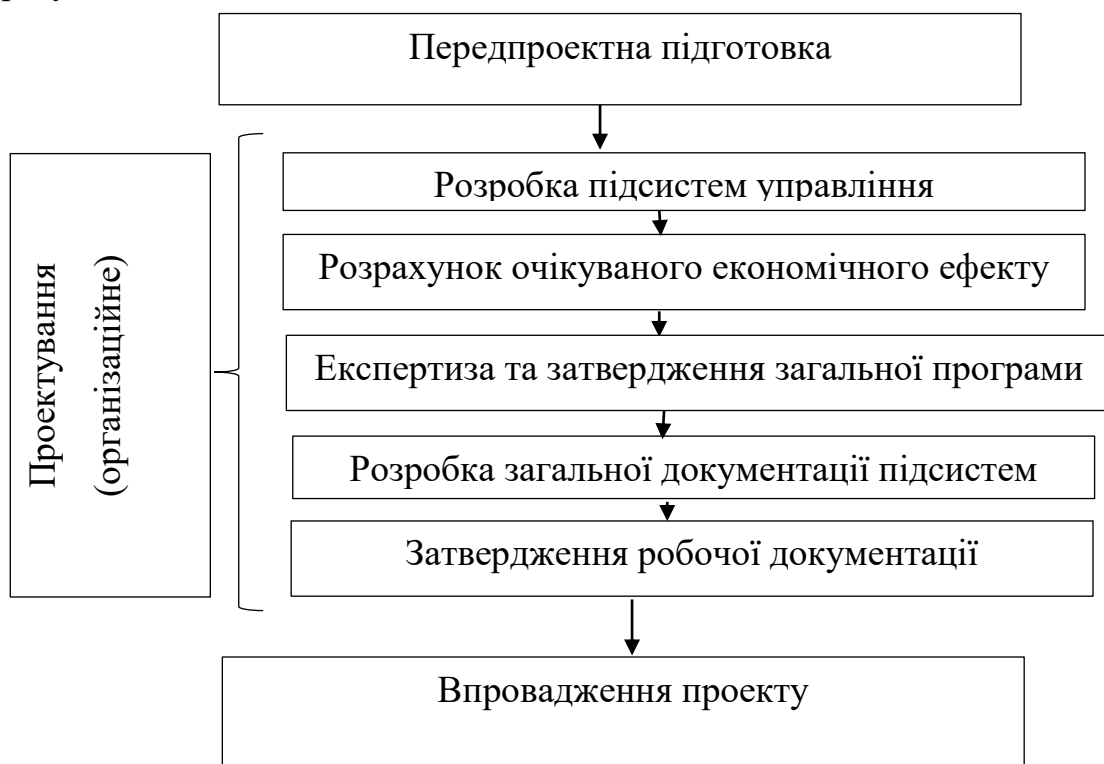 Передпроектна підготовка
Проектування
(організаційне)
Розробка підсистем управління
Розрахунок очікуваного економічного ефекту
Експертиза та затвердження загальної програми
Розробка загальної документації підсистем
Затвердження робочої документації
Впровадження проекту